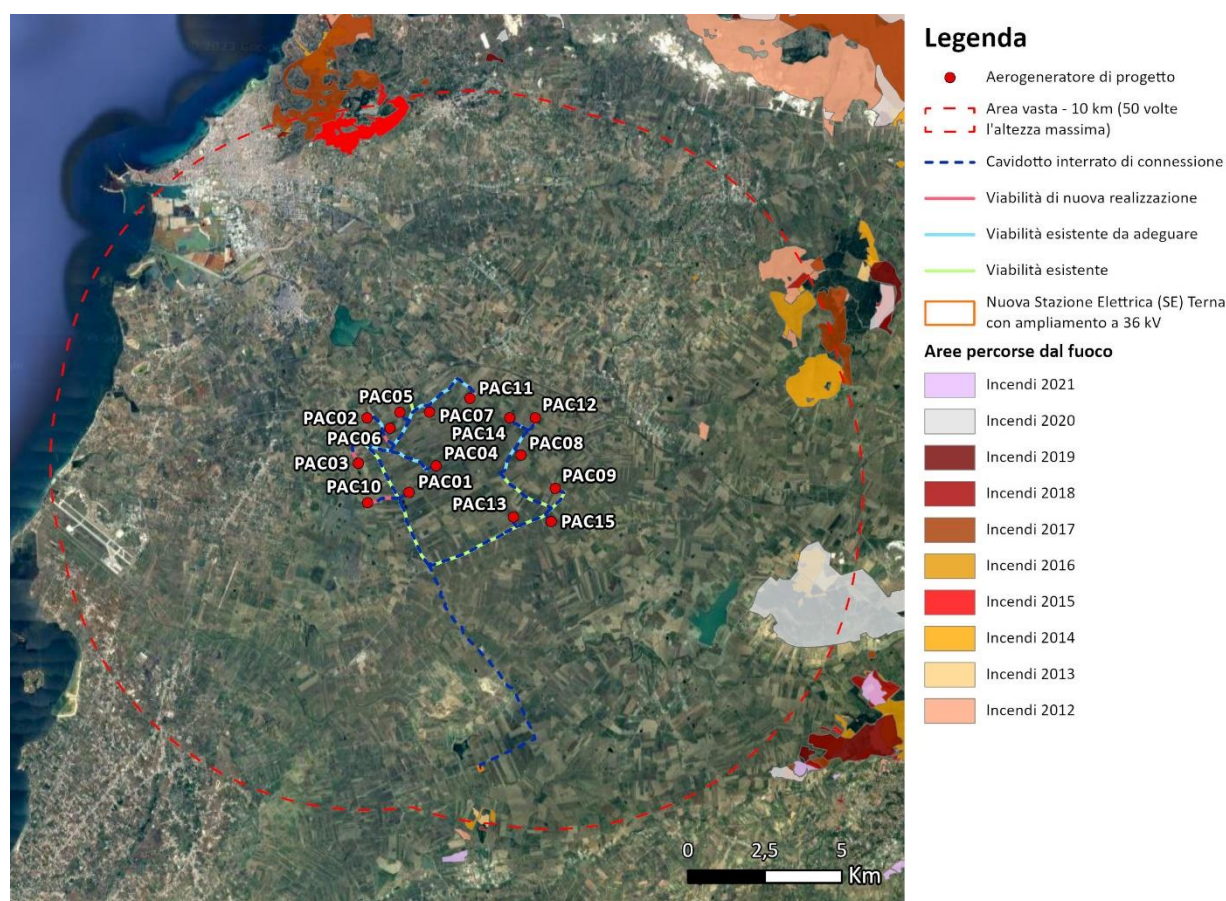 Legenda
Aerogeneratore di progetto
Area vasta - 10 km (50 volte
l'altezza massima)
Cavidotto interrato di connessione
Viabilità di nuova realizzazione
Viabilità esistente da adeguare
Viabilità esistente
Nuova Stazione Elettrica (SE) Terna
con ampliamento a 36 kV
Aree percorse dal fuoco
Incendi 2021
Incendi 2020
Incendi 2019
Incendi 2018
Incendi 2017
Incendi 2016
Incendi 2015
Incendi 2014
Incendi 2013
Incendi 2012
PAC11
PAC05
PAC02
PAC07
PAC12
PAC14
PAC06
PAC08
PAC03
PAC04
PAC01
PAC09
PAC10
PAC13
PAC15
0 2,5 5
Km